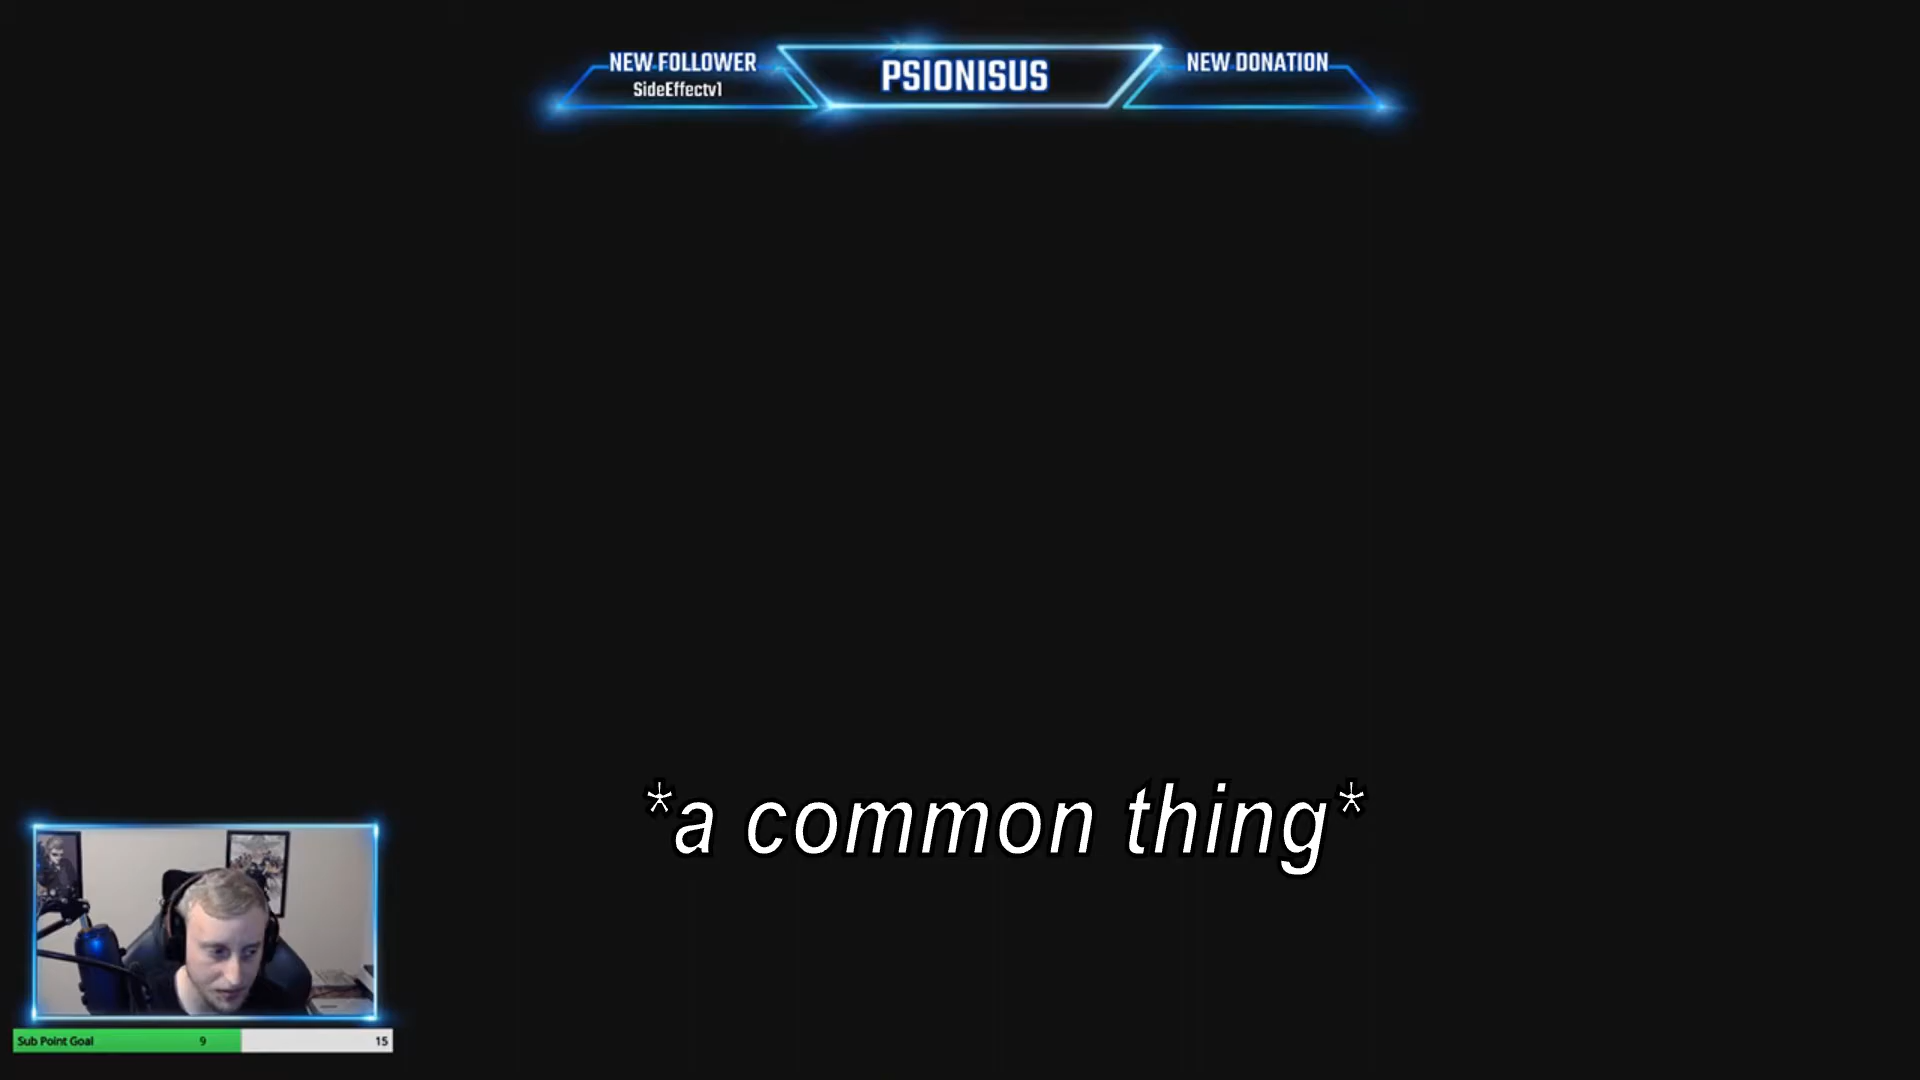 NEW FOLLOWER
SideEffectv1
PSIONISUS
NEW DONATION
*a common thing*
Sub Point Goal 9 15